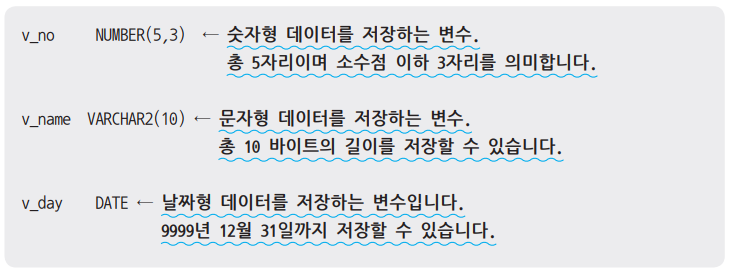 v_no NUMBER(5,3) ← 숫자형 데이터를 저장하는 변수.
총 5자리이며 소수점 이하 3자리를 의미합니다.
v_name VARCHAR2(10) ← 문자형 데이터를 저장하는 변수.
총 10 바이트의 길이를 저장할 수 있습니다.
v_day DATE ← 날짜형 데이터를 저장하는 변수입니다.
9999년 12월 31일까지 저장할 수 있습니다.